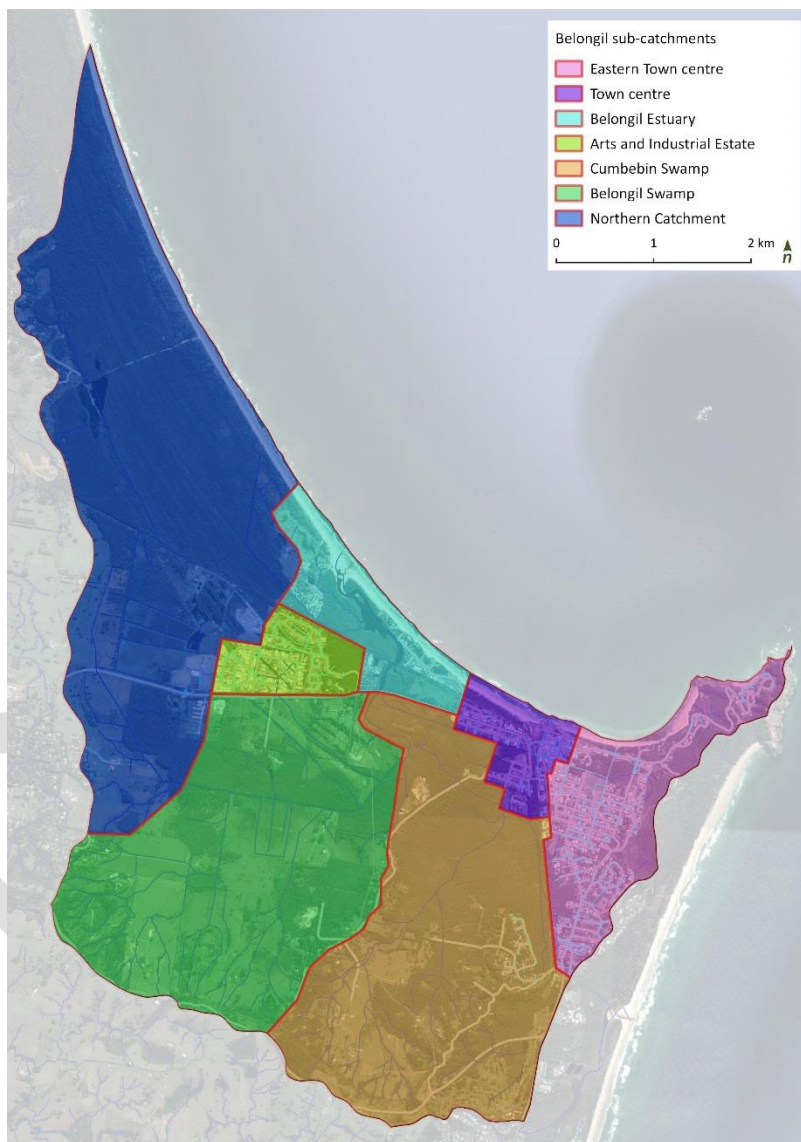 Belongil sub-catchments
Eastern Town centre
Town centre
Belongil Estuary
Arts and Industrial Estate
Cumbebin Swamp
Belongil Swamp
Northern Catchment
0 1 2 km
n